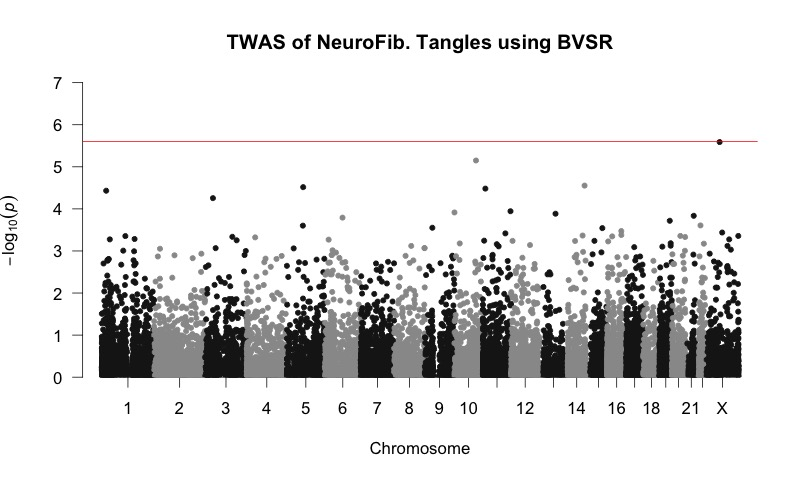 TWAS of NeuroFib. Tangles using BVSR
7
6
5
4
3
2
1
0
−log10(p)
1 2 3 4 5 6 7 8 9 10 12 14 16 18 21 X
Chromosome